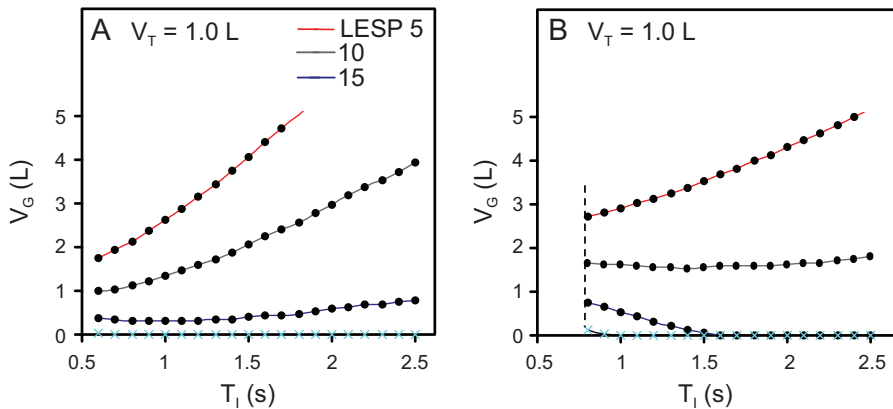 A V_T = 1.0 L
LESP 5
10
15
5
4
3
2
1
0
V_G (L)
0.5 1 1.5 2 2.5
T_I (s)
B V_T = 1.0 L
5
4
3
2
1
0
V_G (L)
0.5 1 1.5 2 2.5
T_I (s)